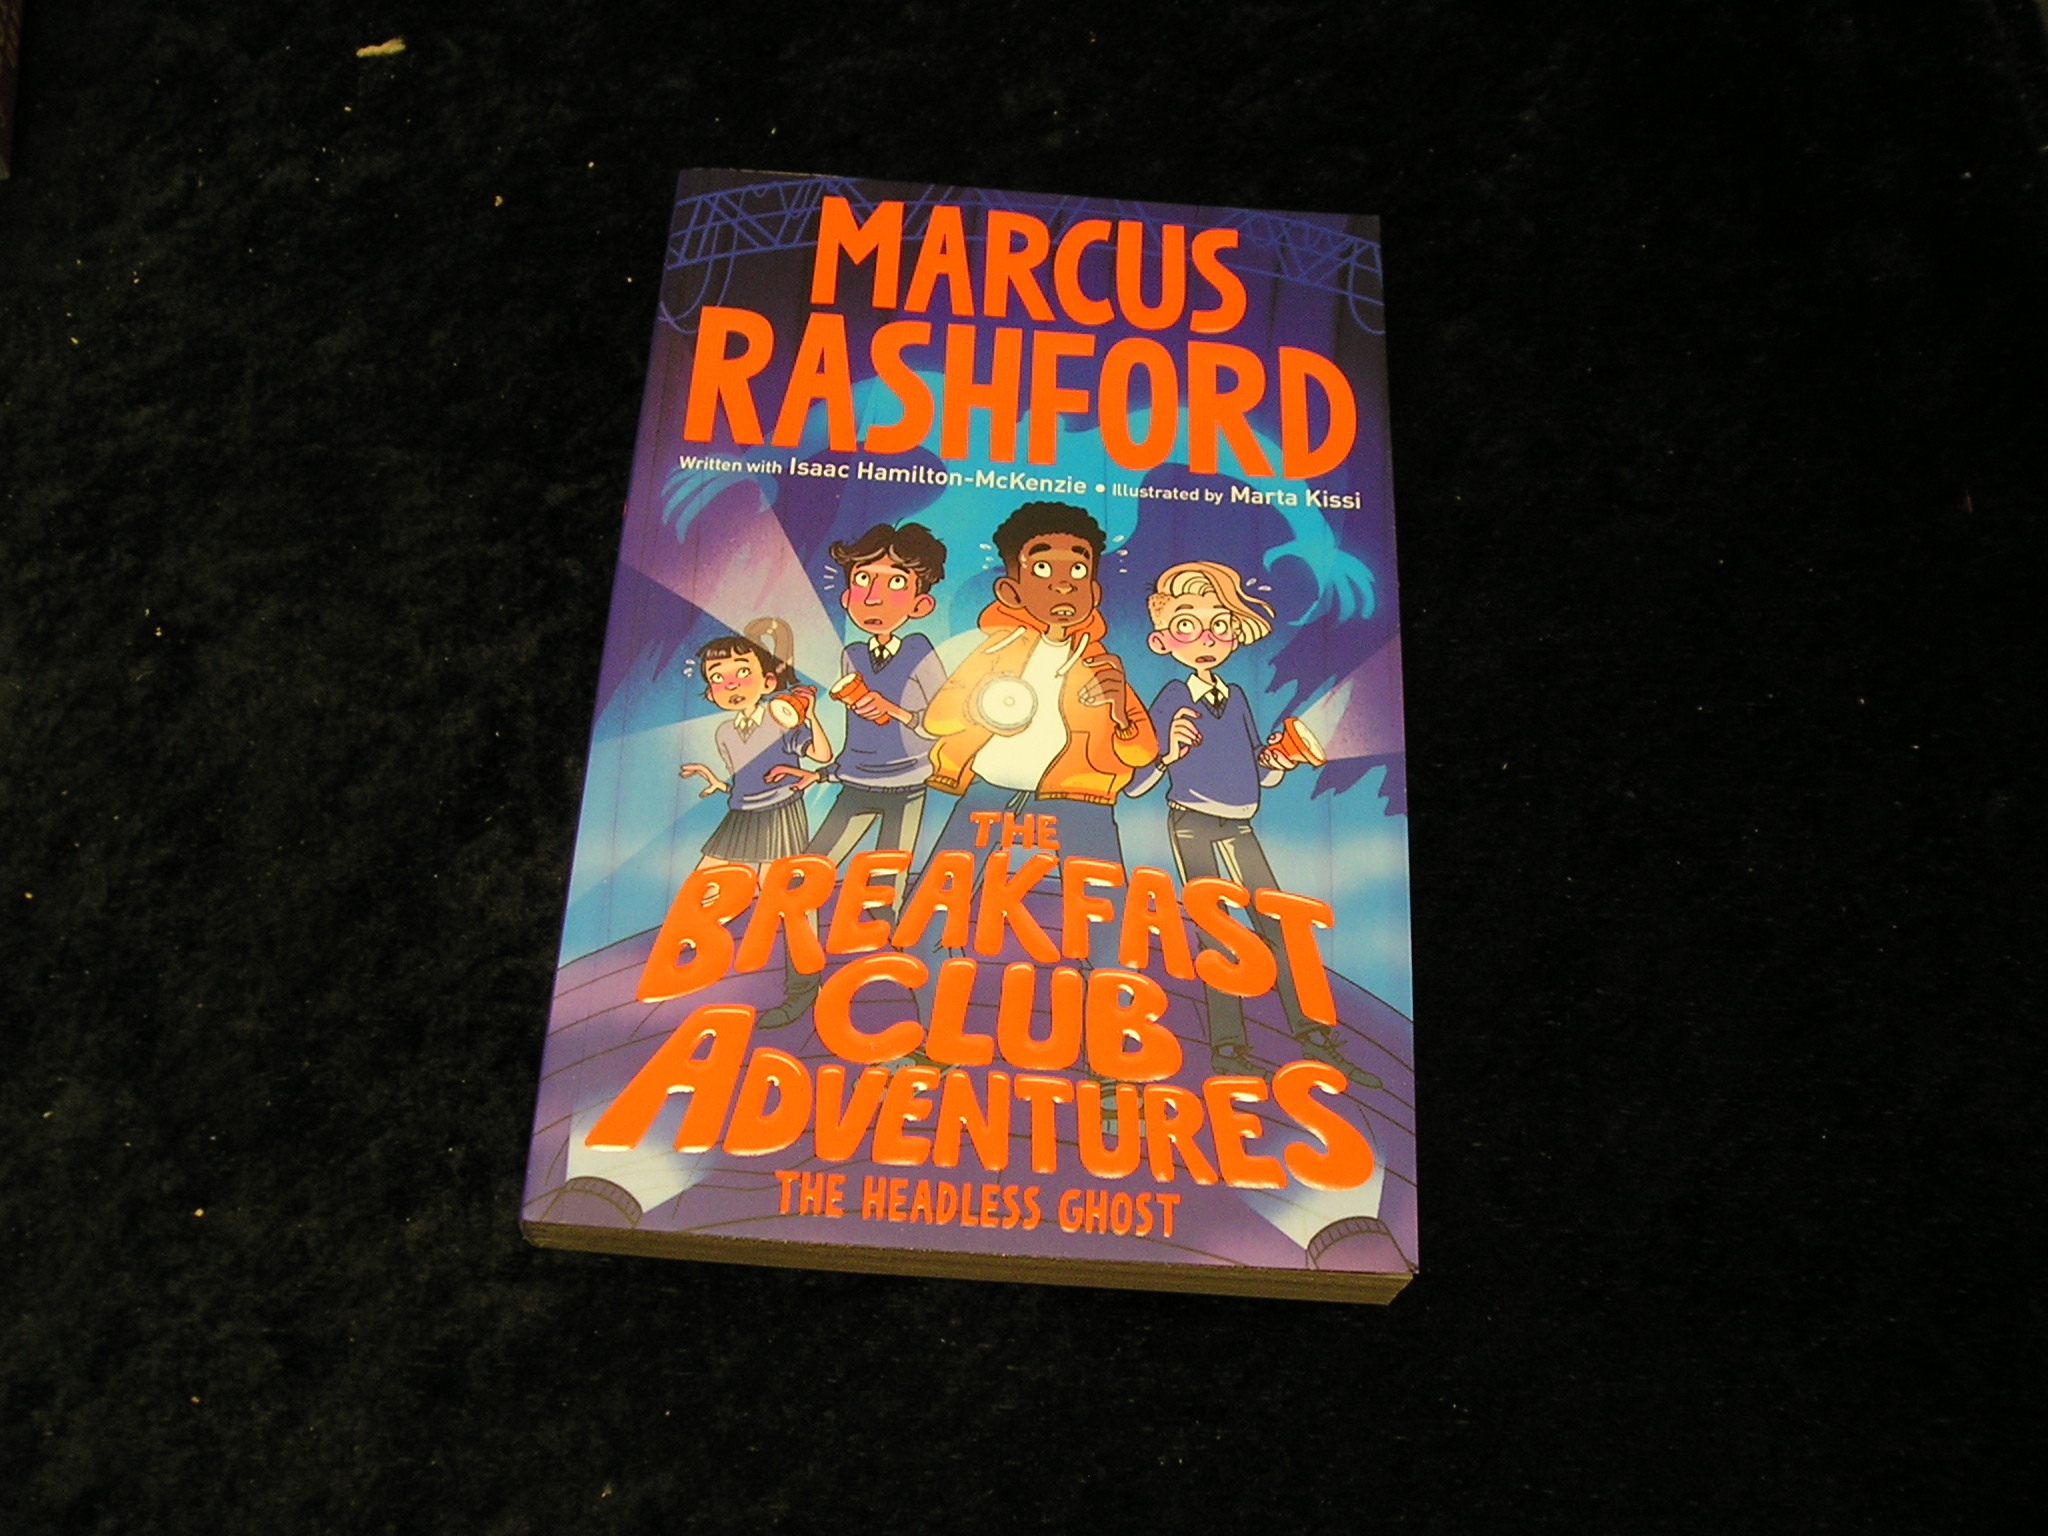 MARCUS
RASHFORD
Written with Isaac Hamilton-McKenzie • Illustrated by Marta Kissi
THE
BREAKFAST
CLUB
ADVENTURES
THE HEADLESS GHOST